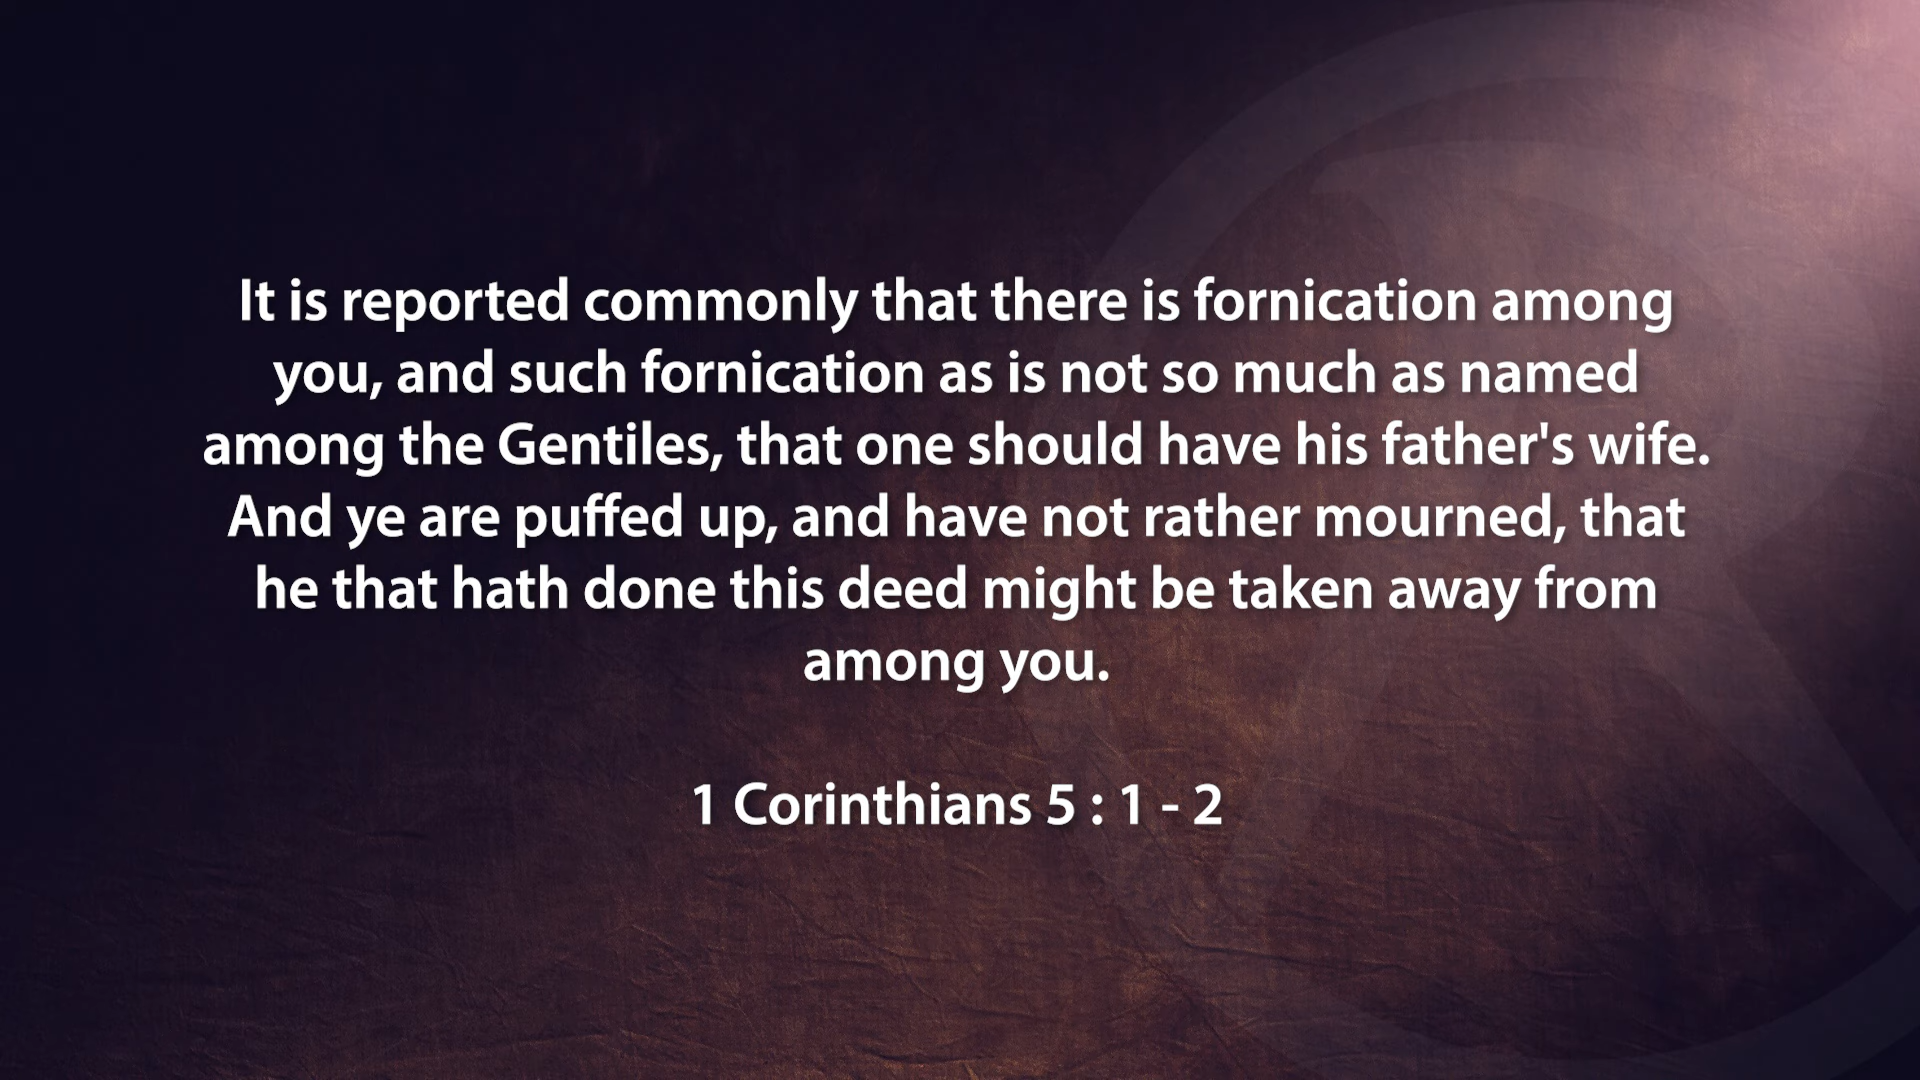 It is reported commonly that there is fornication among
you, and such fornication as is not so much as named
among the Gentiles, that one should have his father's wife.
And ye are puffed up, and have not rather mourned, that
he that hath done this deed might be taken away from
among you.
1 Corinthians 5 : 1 - 2